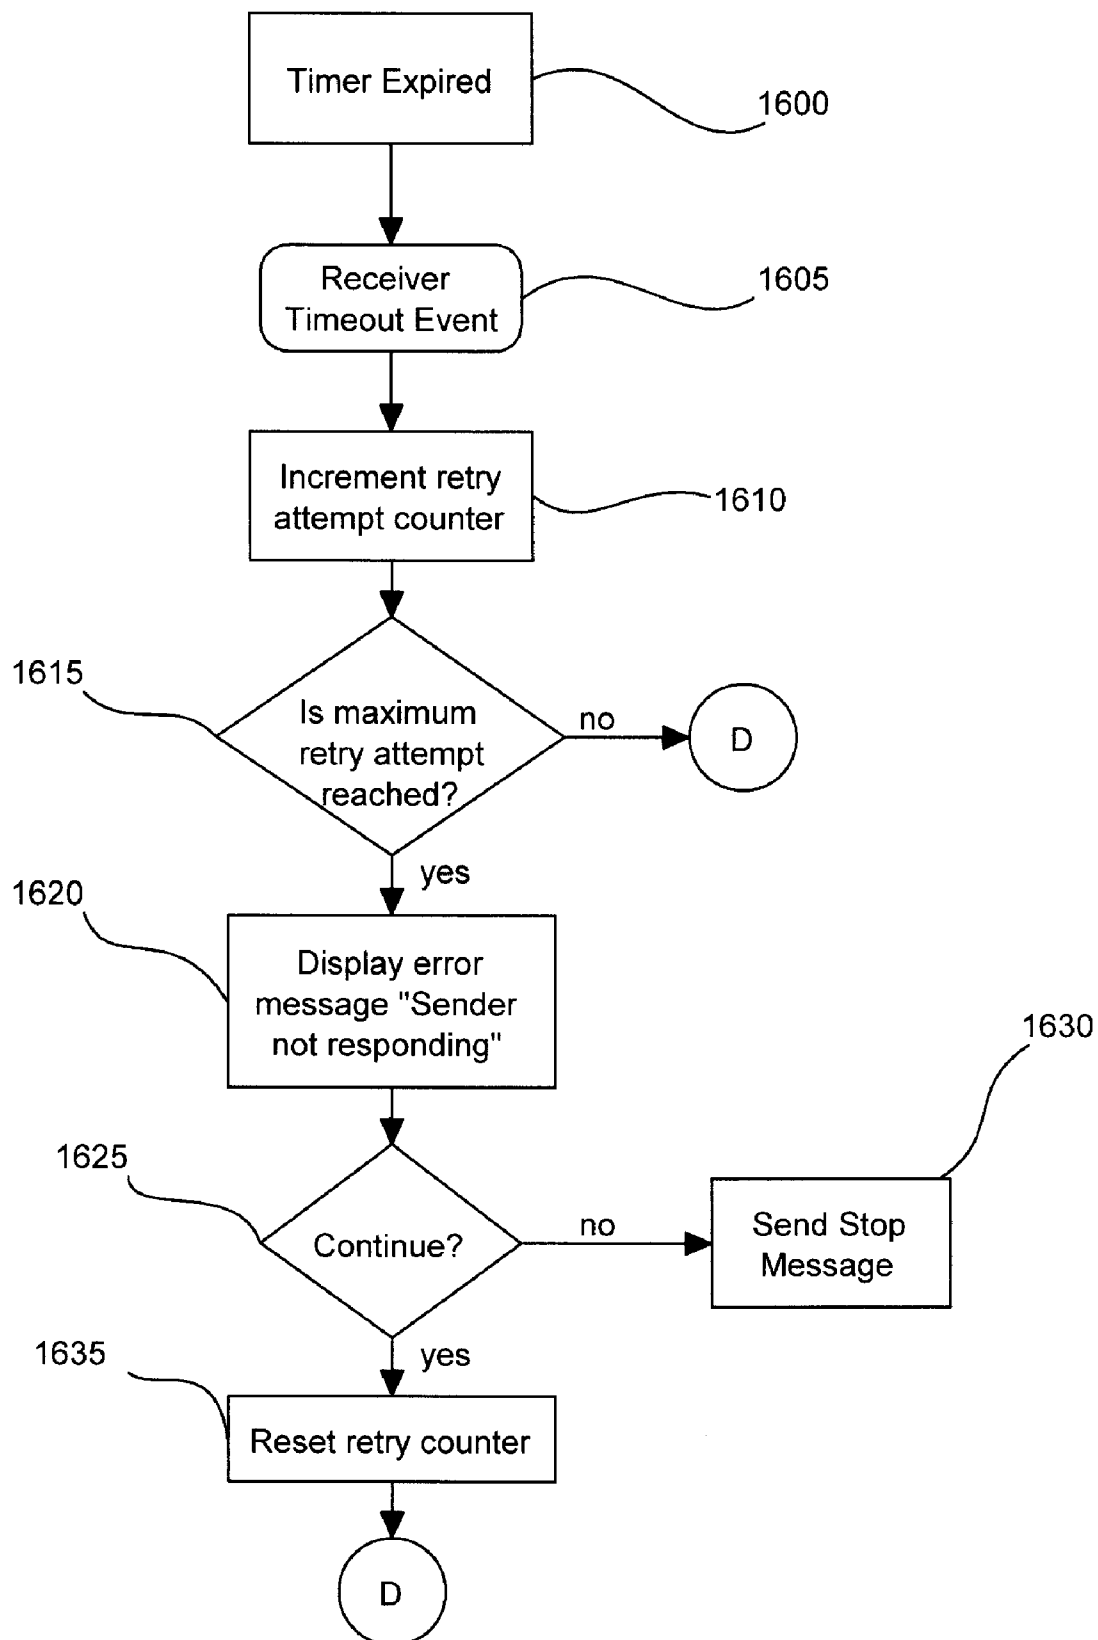 Timer Expired
1600
Receiver
Timeout Event
1605
Increment retry
attempt counter
1610
1615
Is maximum
retry attempt
reached?
no
D
yes
1620
Display error
message "Sender
not responding"
1630
1625
Continue?
no
Send Stop
Message
yes
1635
Reset retry counter
D